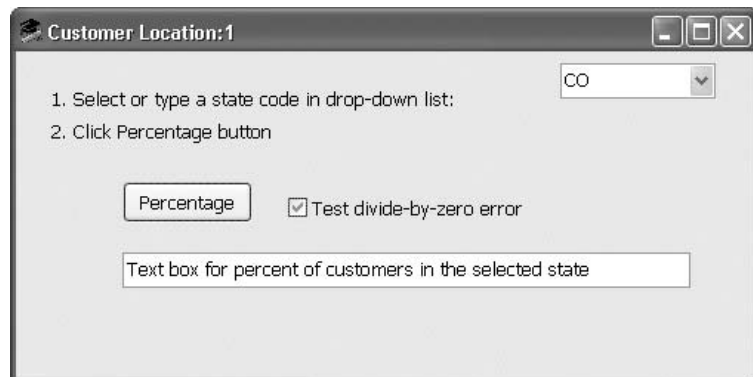 Customer Location:1
CO
1. Select or type a state code in drop-down list:
2. Click Percentage button
Percentage
Test divide-by-zero error
Text box for percent of customers in the selected state